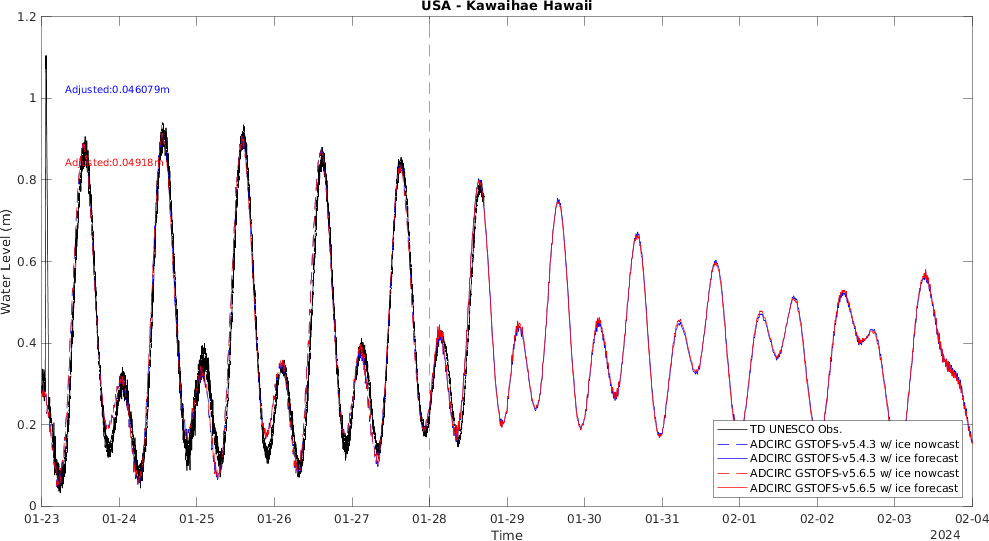 USA - Kawaihae Hawaii
1.2
1
0.8
0.6
0.4
0.2
0
Water Level (m)
Adjusted:0.046079m
Adjusted:0.04918m
TD UNESCO Obs.
ADCIRC GSTOFS-v5.4.3 w/ ice nowcast
ADCIRC GSTOFS-v5.4.3 w/ ice forecast
ADCIRC GSTOFS-v5.6.5 w/ ice nowcast
ADCIRC GSTOFS-v5.6.5 w/ ice forecast
01-23 01-24 01-25 01-26 01-27 01-28 01-29 01-30 01-31 02-01 02-02 02-03 02-04
Time
2024